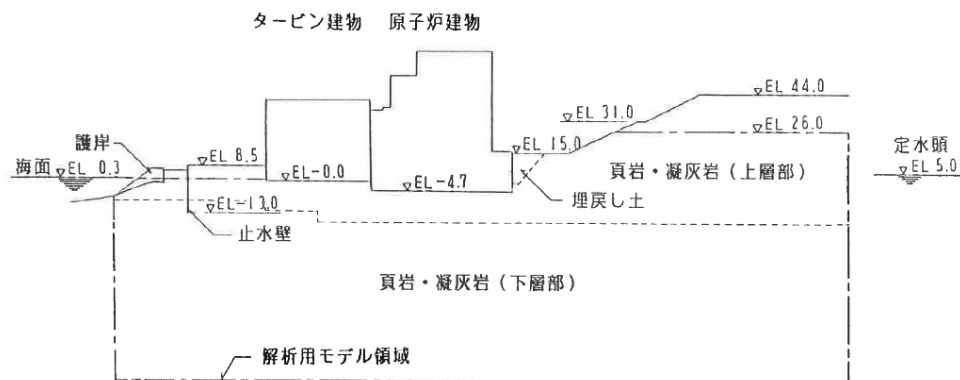 タービン建物 原子炉建物
EL 44.0
EL 31.0
EL 26.0
護岸
海面 EL 0.3
EL 8.5
EL-0.0
EL-4.7
EL 15.0
定水頭
EL 5.0
頁岩・凝灰岩(上層部)
埋戻し土
EL-13.0
止水壁
頁岩・凝灰岩(下層部)
解析用モデル領域